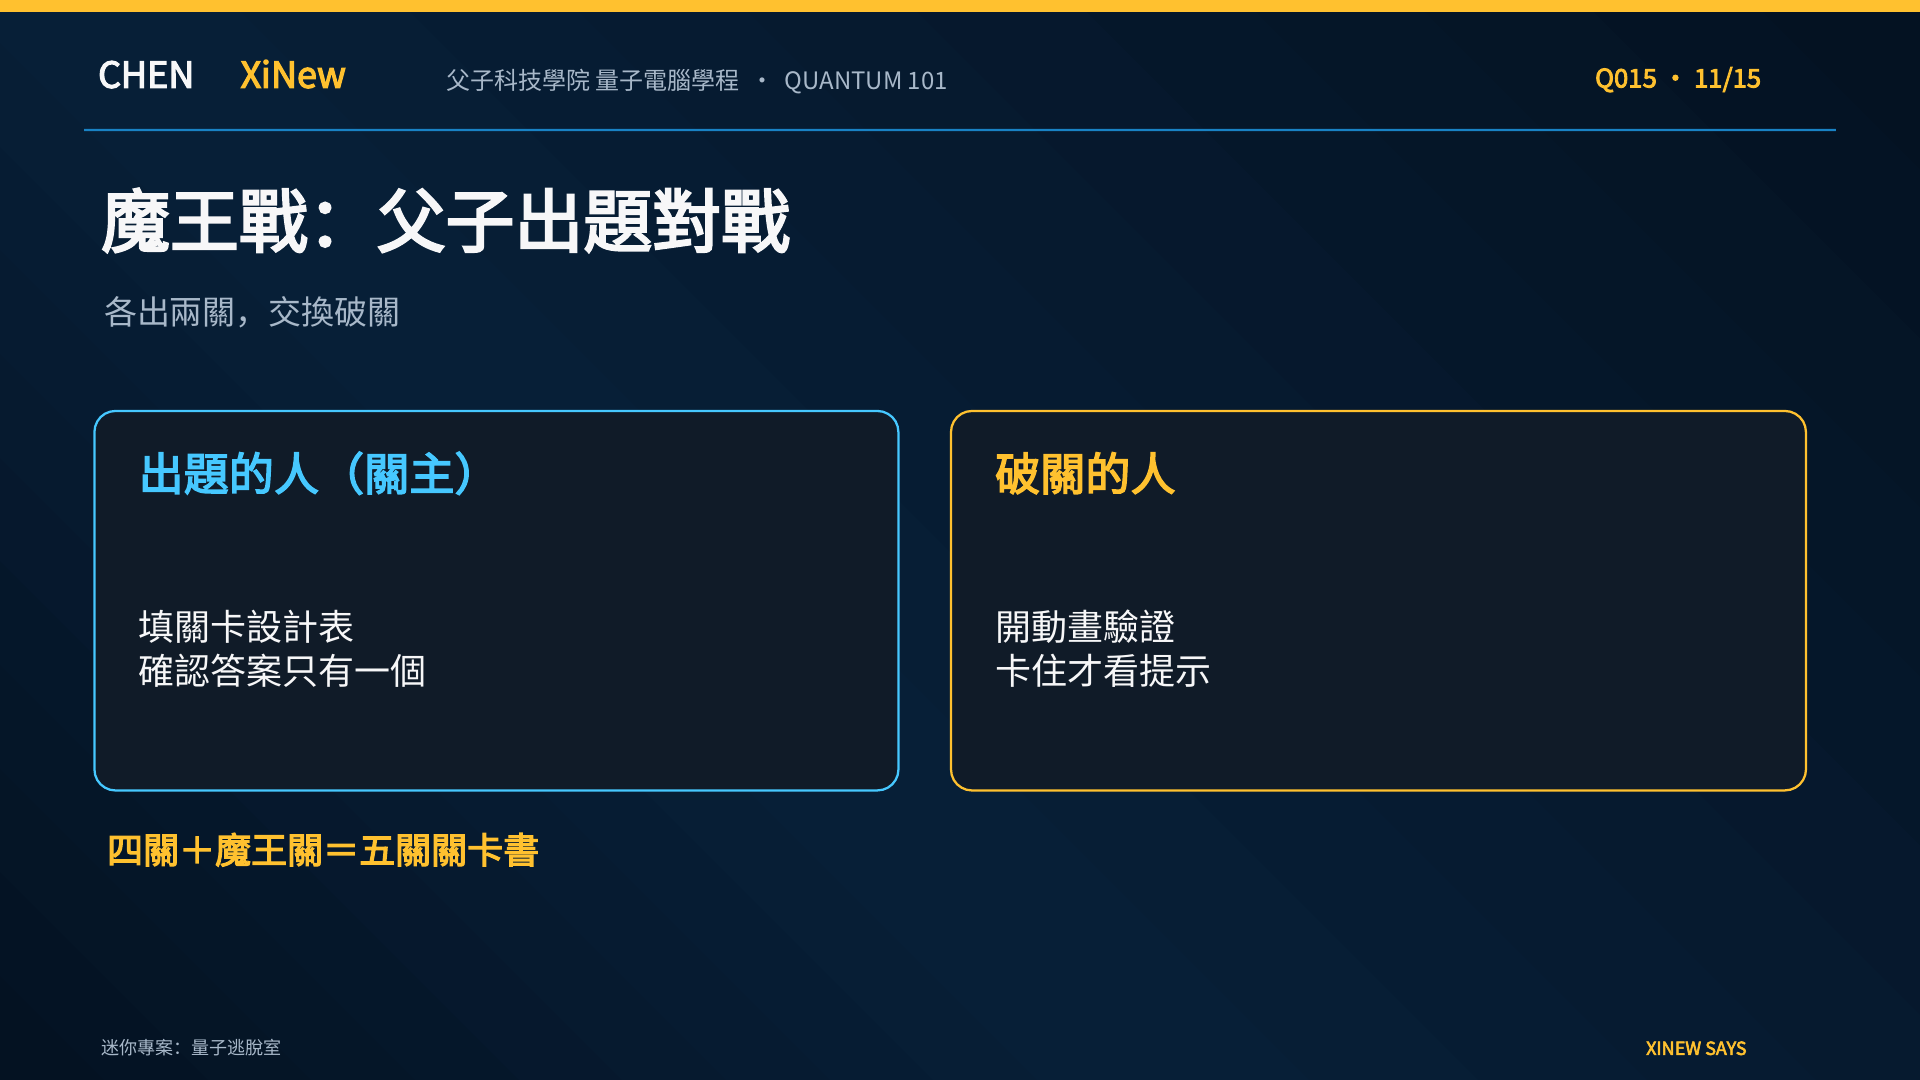 CHEN XiNew 父子科技學院 量子電腦學程 · QUANTUM 101 Q015 · 11/15
魔王戰：父子出題對戰
各出兩關，交換破關
出題的人（關主）
填關卡設計表
確認答案只有一個
破關的人
開動畫驗證
卡住才看提示
四關＋魔王關＝五關關卡書
迷你專案：量子逃脫室
XINEW SAYS